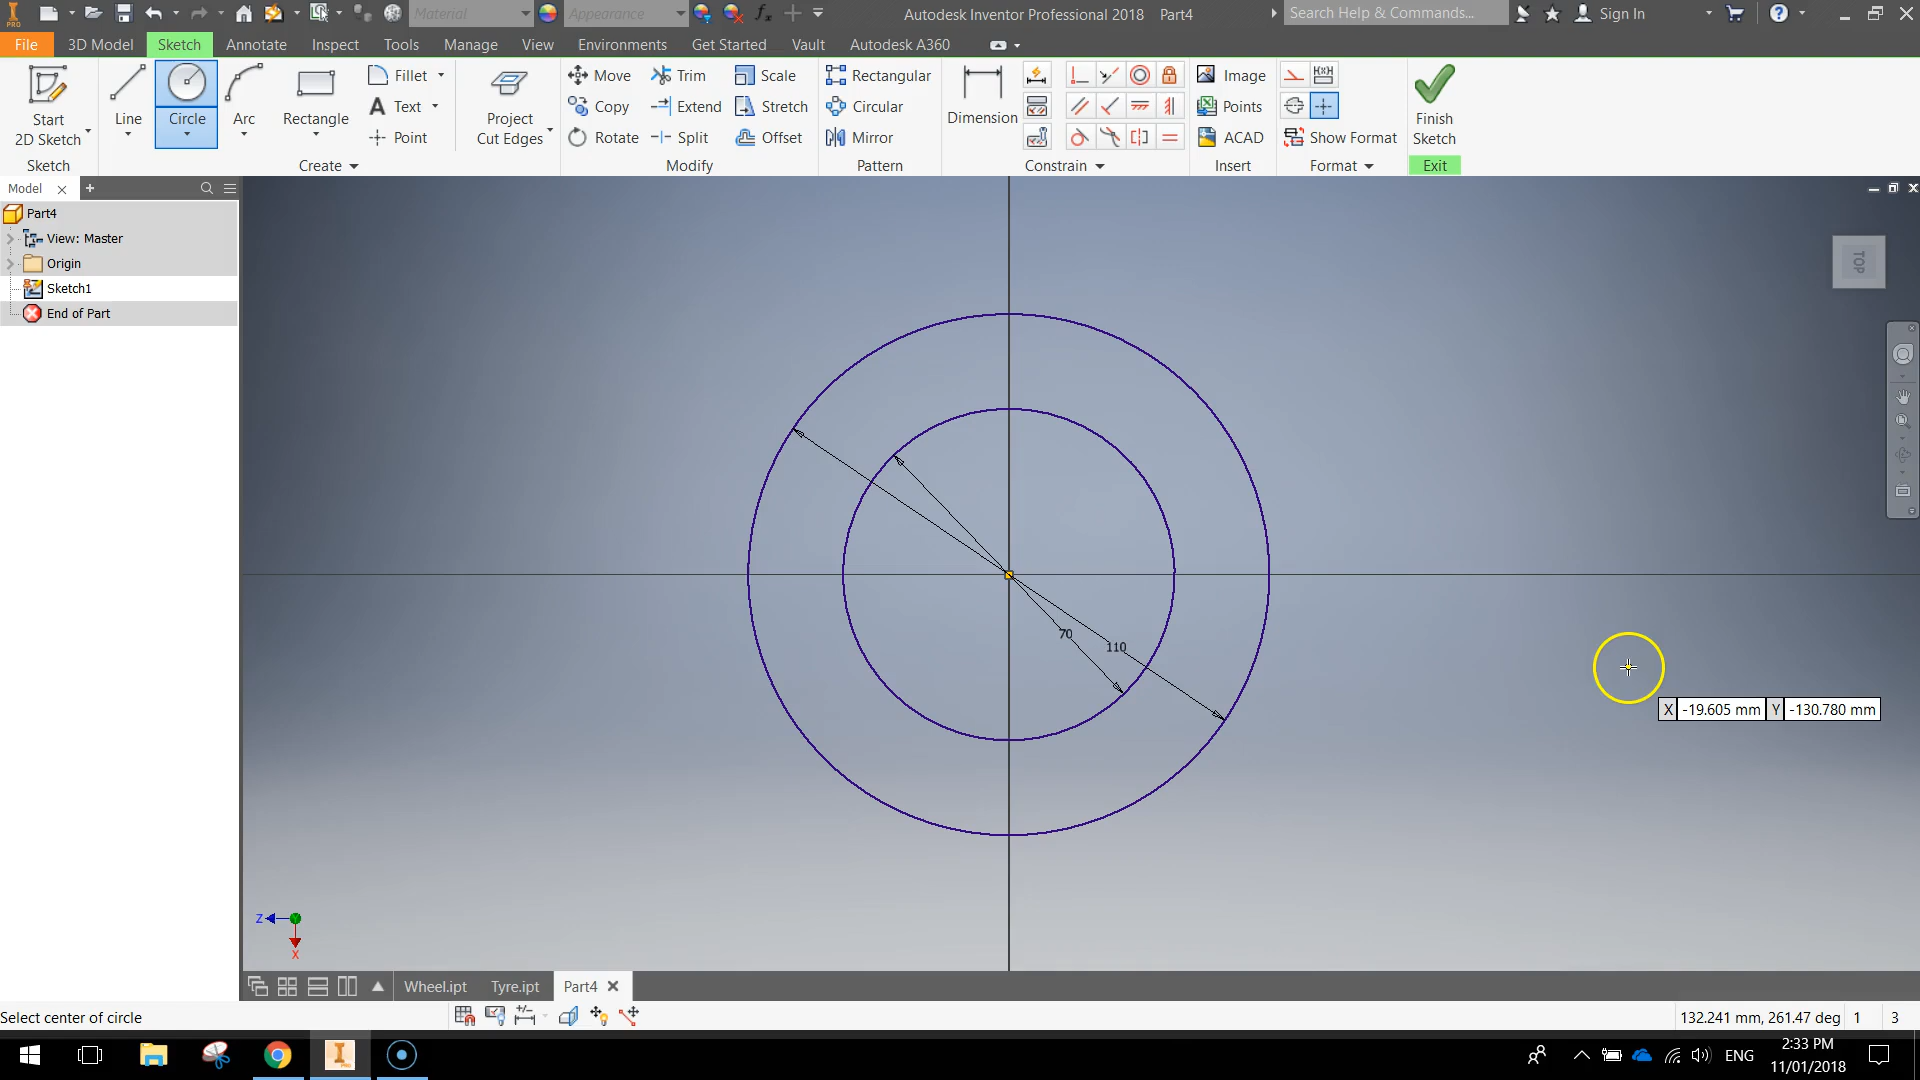 PRO
Material
Appearance
fx
Autodesk Inventor Professional 2018 Part4
Search Help & Commands...
Sign In
File 3D Model Sketch Annotate Inspect Tools Manage View Environments Get Started Vault Autodesk A360
Start
2D Sketch
Line
Circle
Arc
Rectangle
Fillet
Text
Point
Project
Cut Edges
Move Trim Scale
Copy Extend Stretch
Rotate Split Offset
Rectangular
Circular
Mirror
Dimension
Image
Points
ACAD
Show Format
Finish
Sketch
Sketch Create Modify Pattern Constrain Insert Format Exit
Model
Part4
View: Master
Origin
Sketch1
End of Part
TOP
70
110
X -19.605 mm Y -130.780 mm
Z
X
Wheel.ipt Tyre.ipt Part4
Select center of circle
132.241 mm, 261.47 deg 1 3
ENG
2:33 PM
11/01/2018